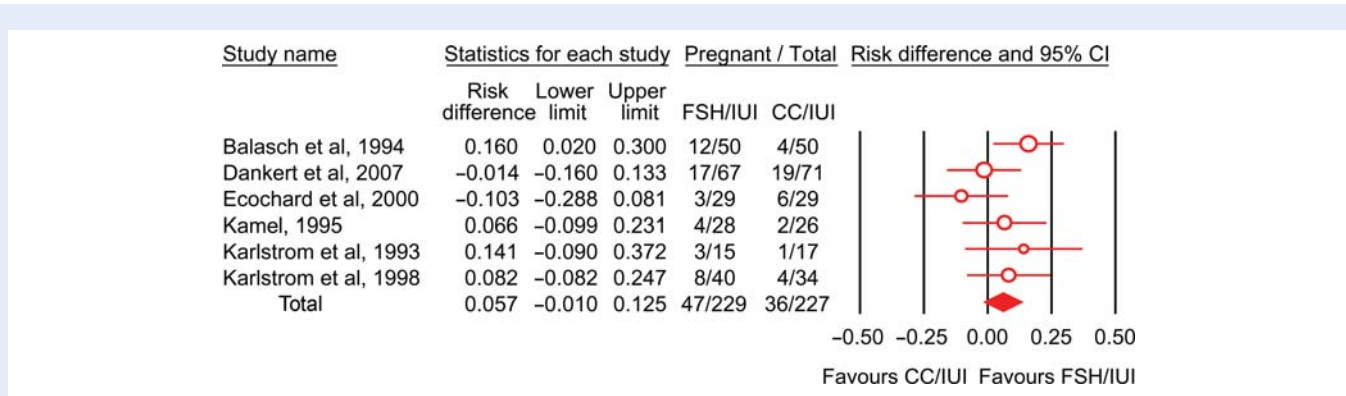 Study name Statistics for each study Pregnant / Total Risk difference and 95% CI
Risk Lower Upper
difference limit limit FSH/IUI CC/IUI
Balasch et al, 1994 0.160 0.020 0.300 12/50 4/50
Dankert et al, 2007 −0.014 −0.160 0.133 17/67 19/71
Ecochard et al, 2000 −0.103 −0.288 0.081 3/29 6/29
Kamel, 1995 0.066 −0.099 0.231 4/28 2/26
Karlstrom et al, 1993 0.141 −0.090 0.372 3/15 1/17
Karlstrom et al, 1998 0.082 −0.082 0.247 8/40 4/34
Total 0.057 −0.010 0.125 47/229 36/227
−0.50 −0.25 0.00 0.25 0.50
Favours CC/IUI Favours FSH/IUI